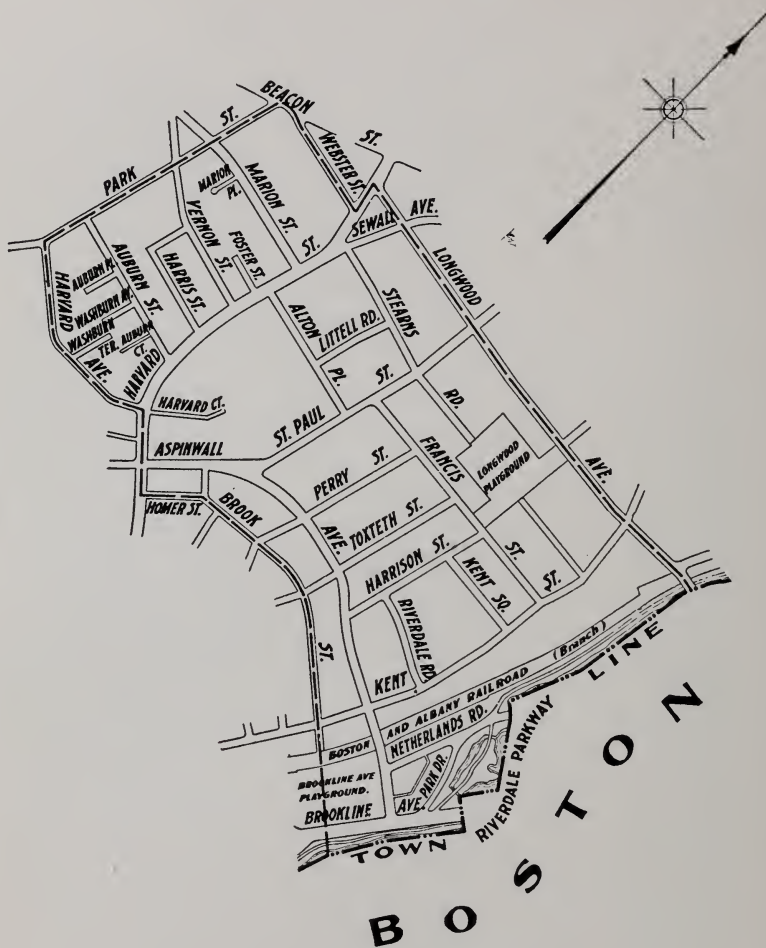 BEACON
ST.
PARK
ST.
WEBSTER ST.
MARION
PL.
MARION ST.
VERNON ST.
FOSTER ST.
ST.
SEWALL AVE.
HARVARD AVE.
AUBURN PL.
AUBURN ST.
HARRIS ST.
WASHBURN PL.
WASHBURN
TER.
AUBURN
CT.
HARVARD
HARVARD CT.
LONGWOOD AVE.
ALTON PL.
LITTELL RD.
STEARNS RD.
ST. PAUL ST.
ASPINWALL AVE.
HOMER ST.
BROOK ST.
PERRY ST.
FRANCIS ST.
LONGWOOD
PLAYGROUND
TOXTETH ST.
HARRISON ST.
KENT SQ.
RIVERDALE RD.
KENT ST.
BOSTON AND ALBANY RAILROAD (Branch)
NETHERLANDS RD.
BROOKLINE AVE
PLAYGROUND.
BROOKLINE AVE.
PARK DR.
RIVERDALE PARKWAY
TOWN LINE
BOSTON